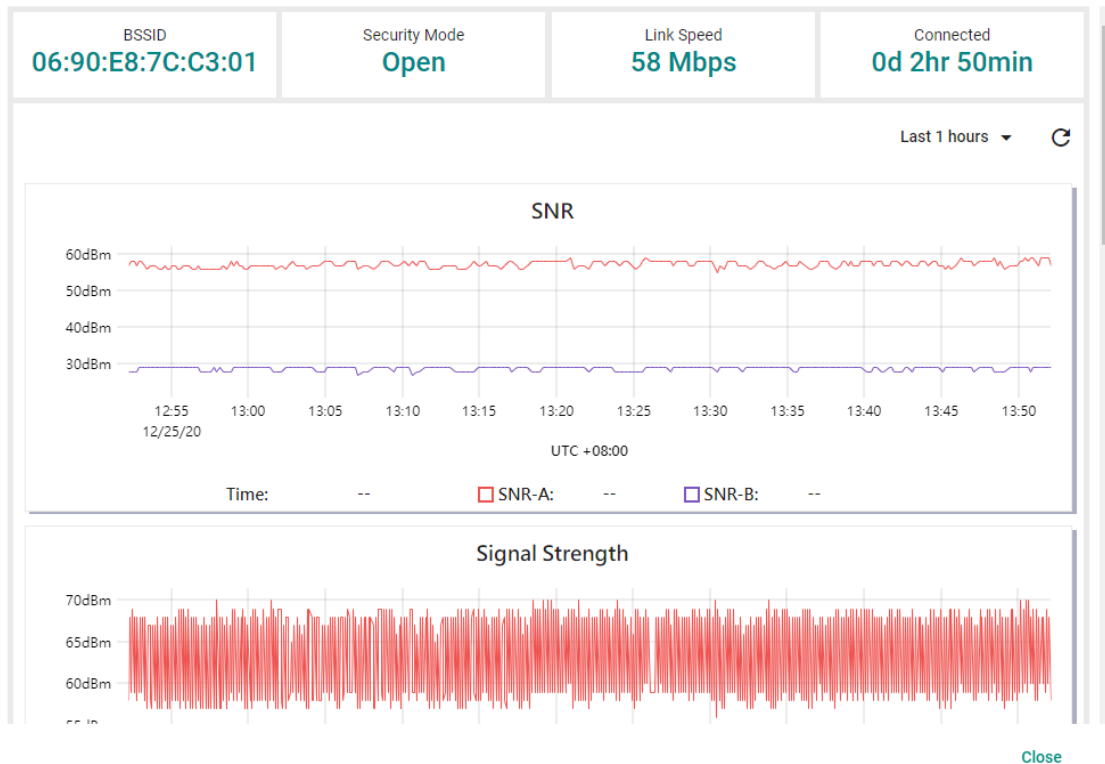 BSSID
06:90:E8:7C:C3:01
Security Mode
Open
Link Speed
58 Mbps
Connected
0d 2hr 50min
Last 1 hours
SNR
60dBm
50dBm
40dBm
30dBm
12:55 13:00 13:05 13:10 13:15 13:20 13:25 13:30 13:35 13:40 13:45 13:50
12/25/20
UTC +08:00
Time: -- SNR-A: -- SNR-B: --
Signal Strength
70dBm
65dBm
60dBm
Close